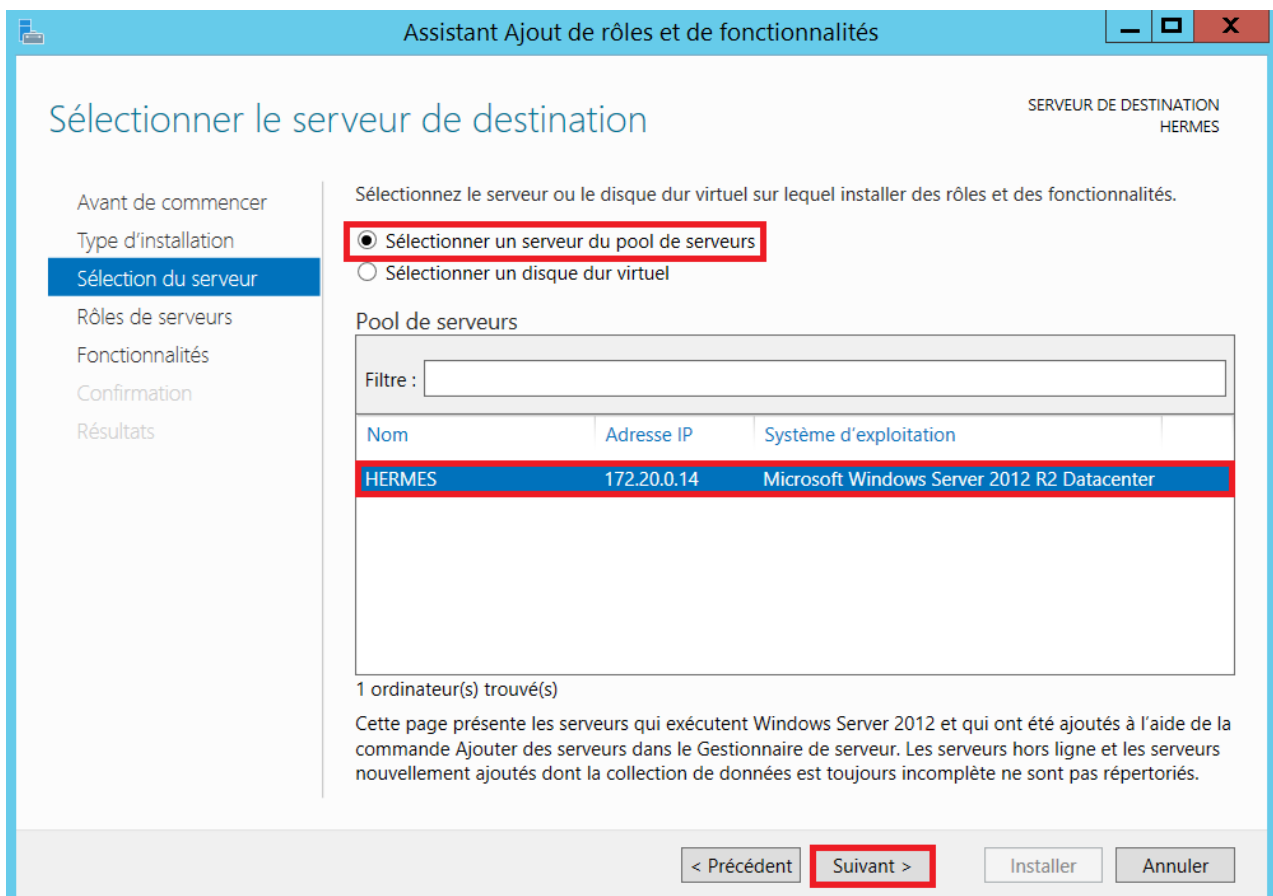 Assistant Ajout de rôles et de fonctionnalités
X
Sélectionner le serveur de destination
SERVEUR DE DESTINATION
HERMES
Avant de commencer
Type d'installation
Sélection du serveur
Rôles de serveurs
Fonctionnalités
Confirmation
Résultats
Sélectionnez le serveur ou le disque dur virtuel sur lequel installer des rôles et des fonctionnalités.
Sélectionner un serveur du pool de serveurs
Sélectionner un disque dur virtuel
Pool de serveurs
Filtre :
Nom Adresse IP Système d'exploitation
HERMES 172.20.0.14 Microsoft Windows Server 2012 R2 Datacenter
1 ordinateur(s) trouvé(s)
Cette page présente les serveurs qui exécutent Windows Server 2012 et qui ont été ajoutés à l'aide de la
commande Ajouter des serveurs dans le Gestionnaire de serveur. Les serveurs hors ligne et les serveurs
nouvellement ajoutés dont la collection de données est toujours incomplète ne sont pas répertoriés.
< Précédent Suivant > Installer Annuler